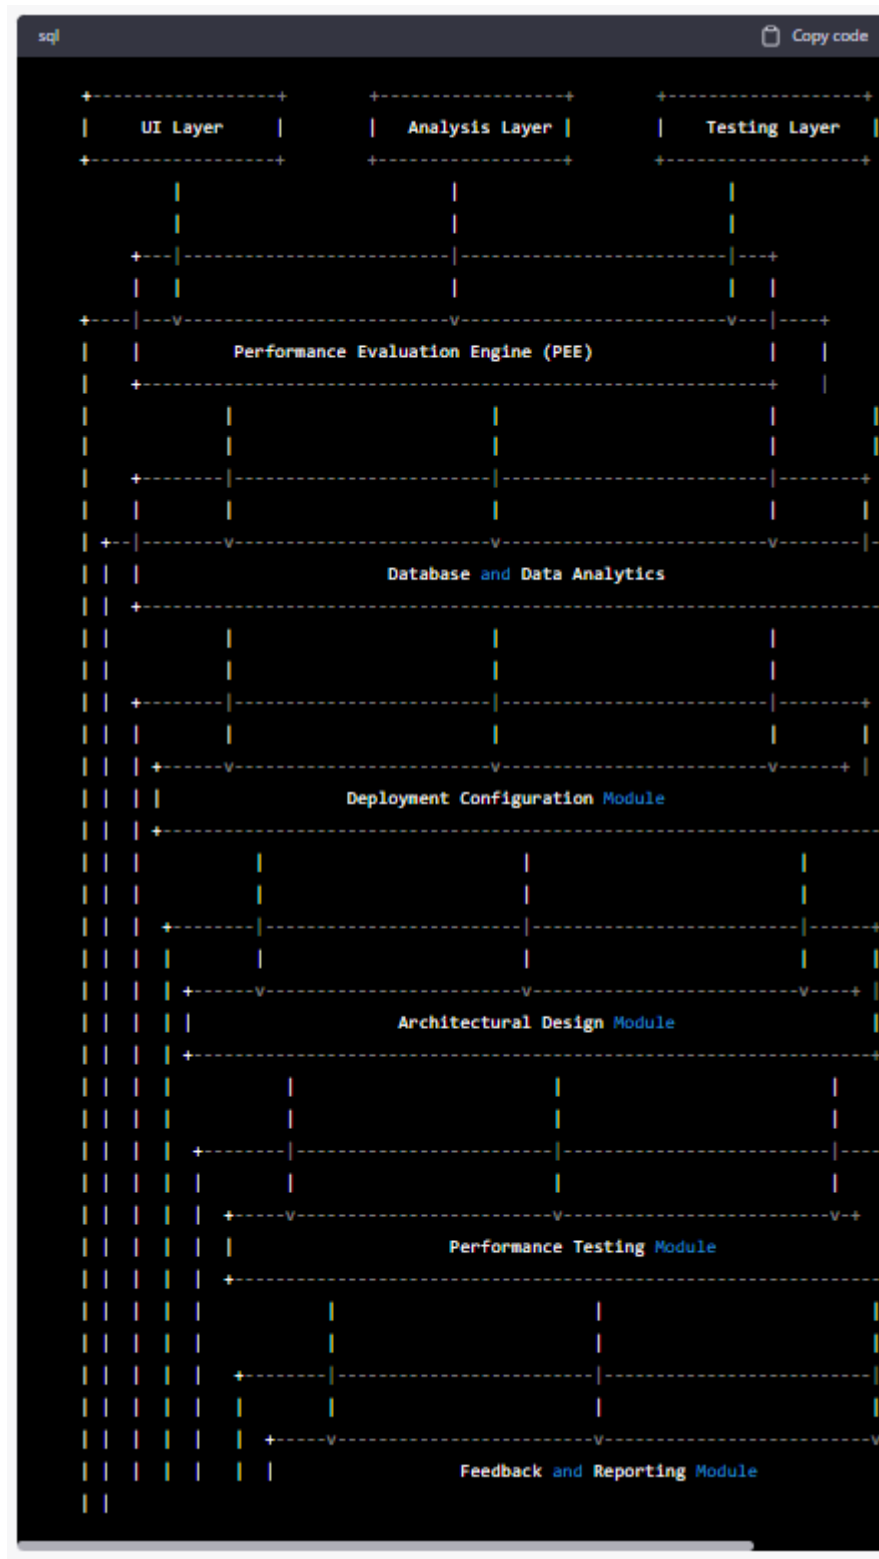 sql Copy code
UI Layer Analysis Layer Testing Layer
Performance Evaluation Engine (PEE)
Database and Data Analytics
Deployment Configuration Module
Architectural Design Module
Performance Testing Module
Feedback and Reporting Module